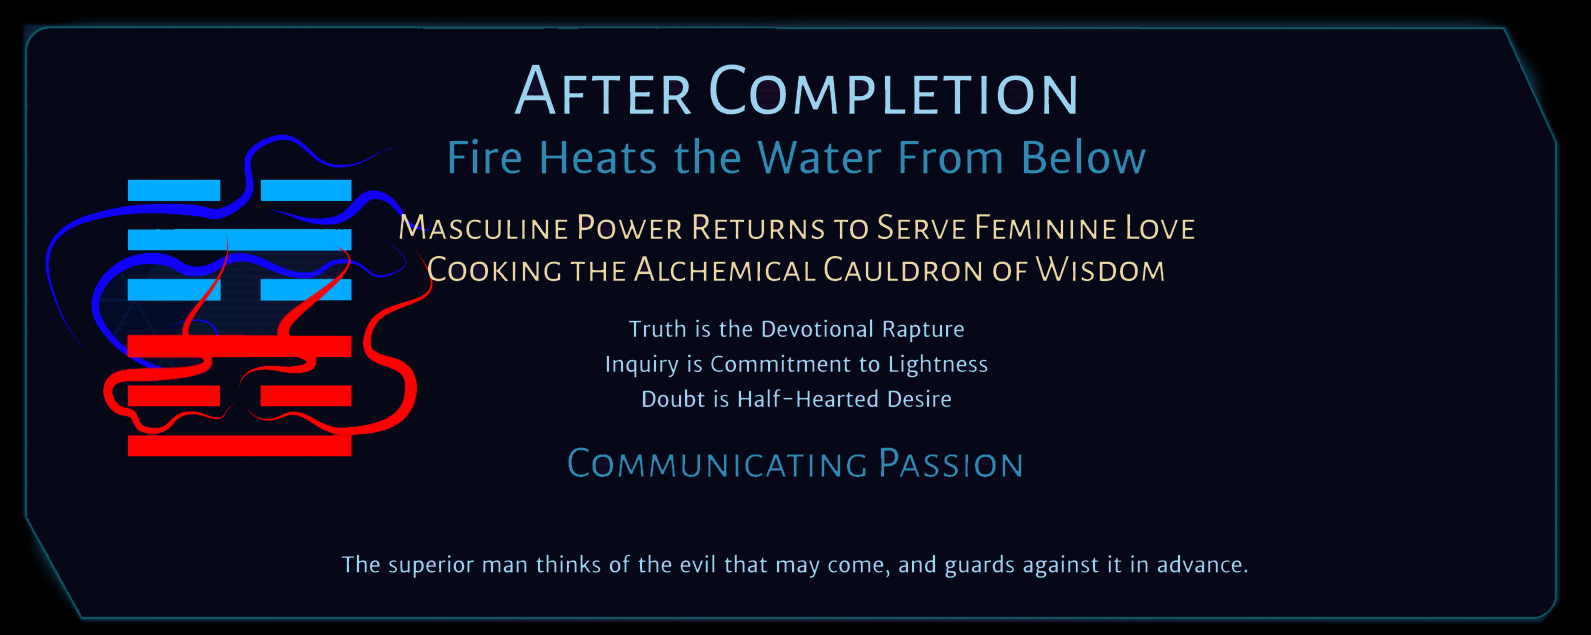 After Completion
Fire Heats the Water From Below
Masculine Power Returns to Serve Feminine Love
Cooking the Alchemical Cauldron of Wisdom
Truth is the Devotional Rapture
Inquiry is Commitment to Lightness
Doubt is Half-Hearted Desire
Communicating Passion
The superior man thinks of the evil that may come, and guards against it in advance.